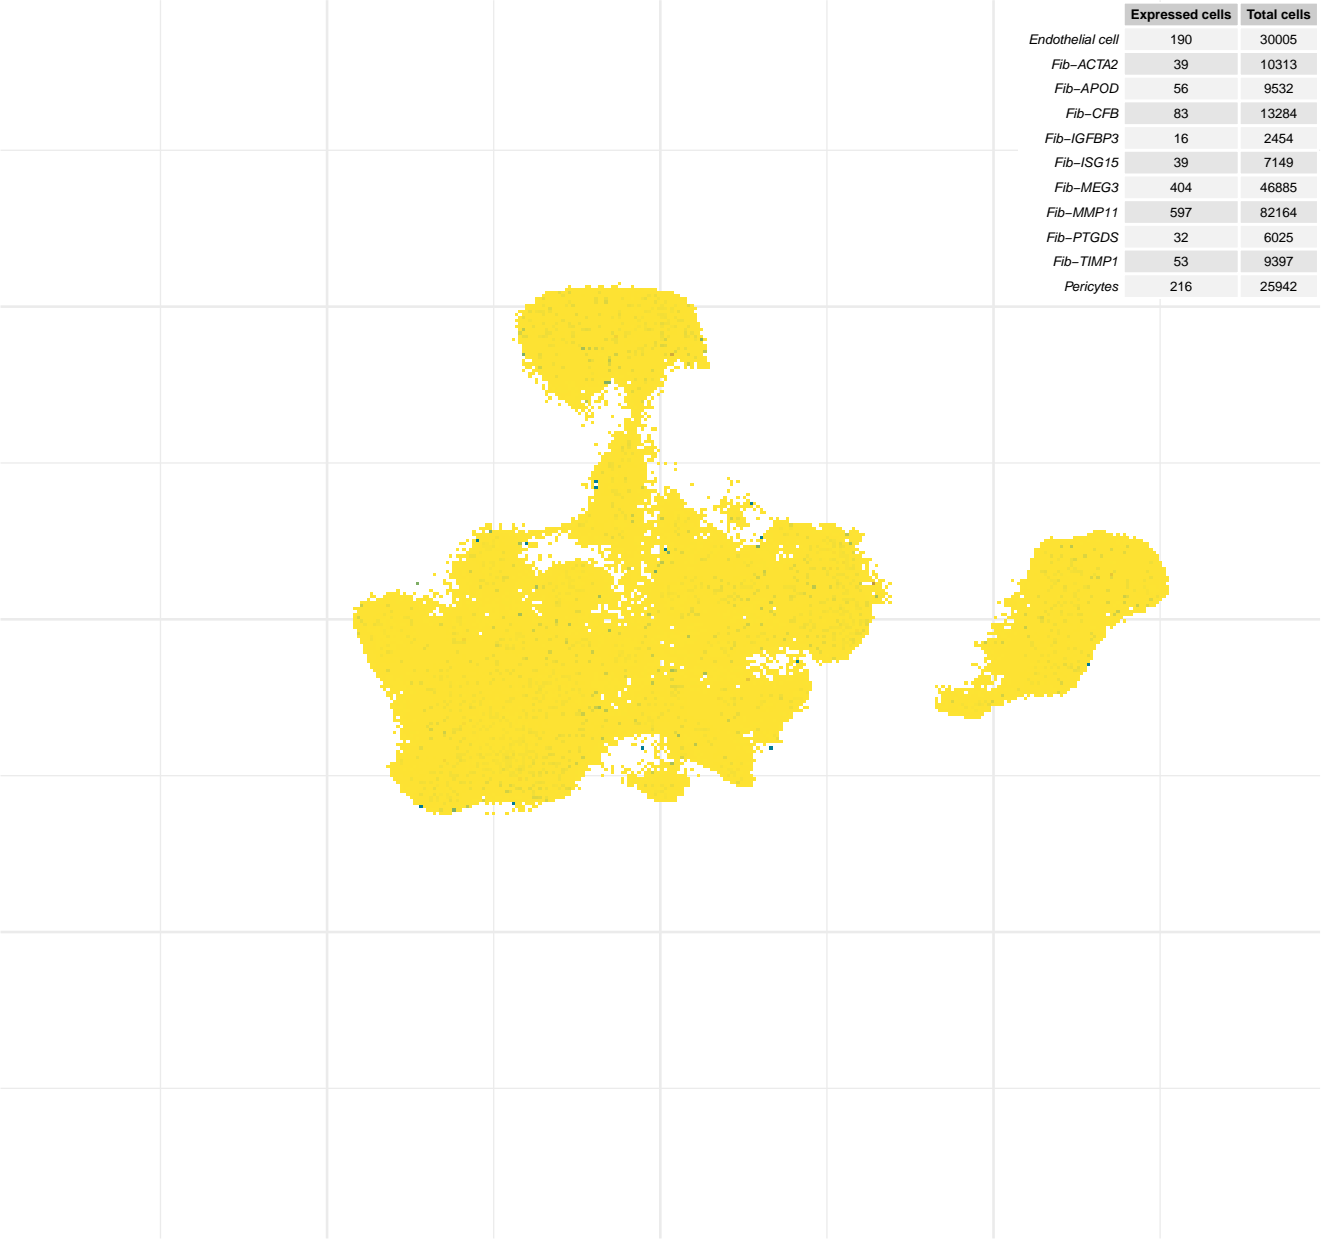 Expressed cells Total cells
Endothelial cell 190 30005
Fib−ACTA2 39 10313
Fib−APOD 56 9532
Fib−CFB 83 13284
Fib−IGFBP3 16 2454
Fib−ISG15 39 7149
Fib−MEG3 404 46885
Fib−MMP11 597 82164
Fib−PTGDS 32 6025
Fib−TIMP1 53 9397
Pericytes 216 25942